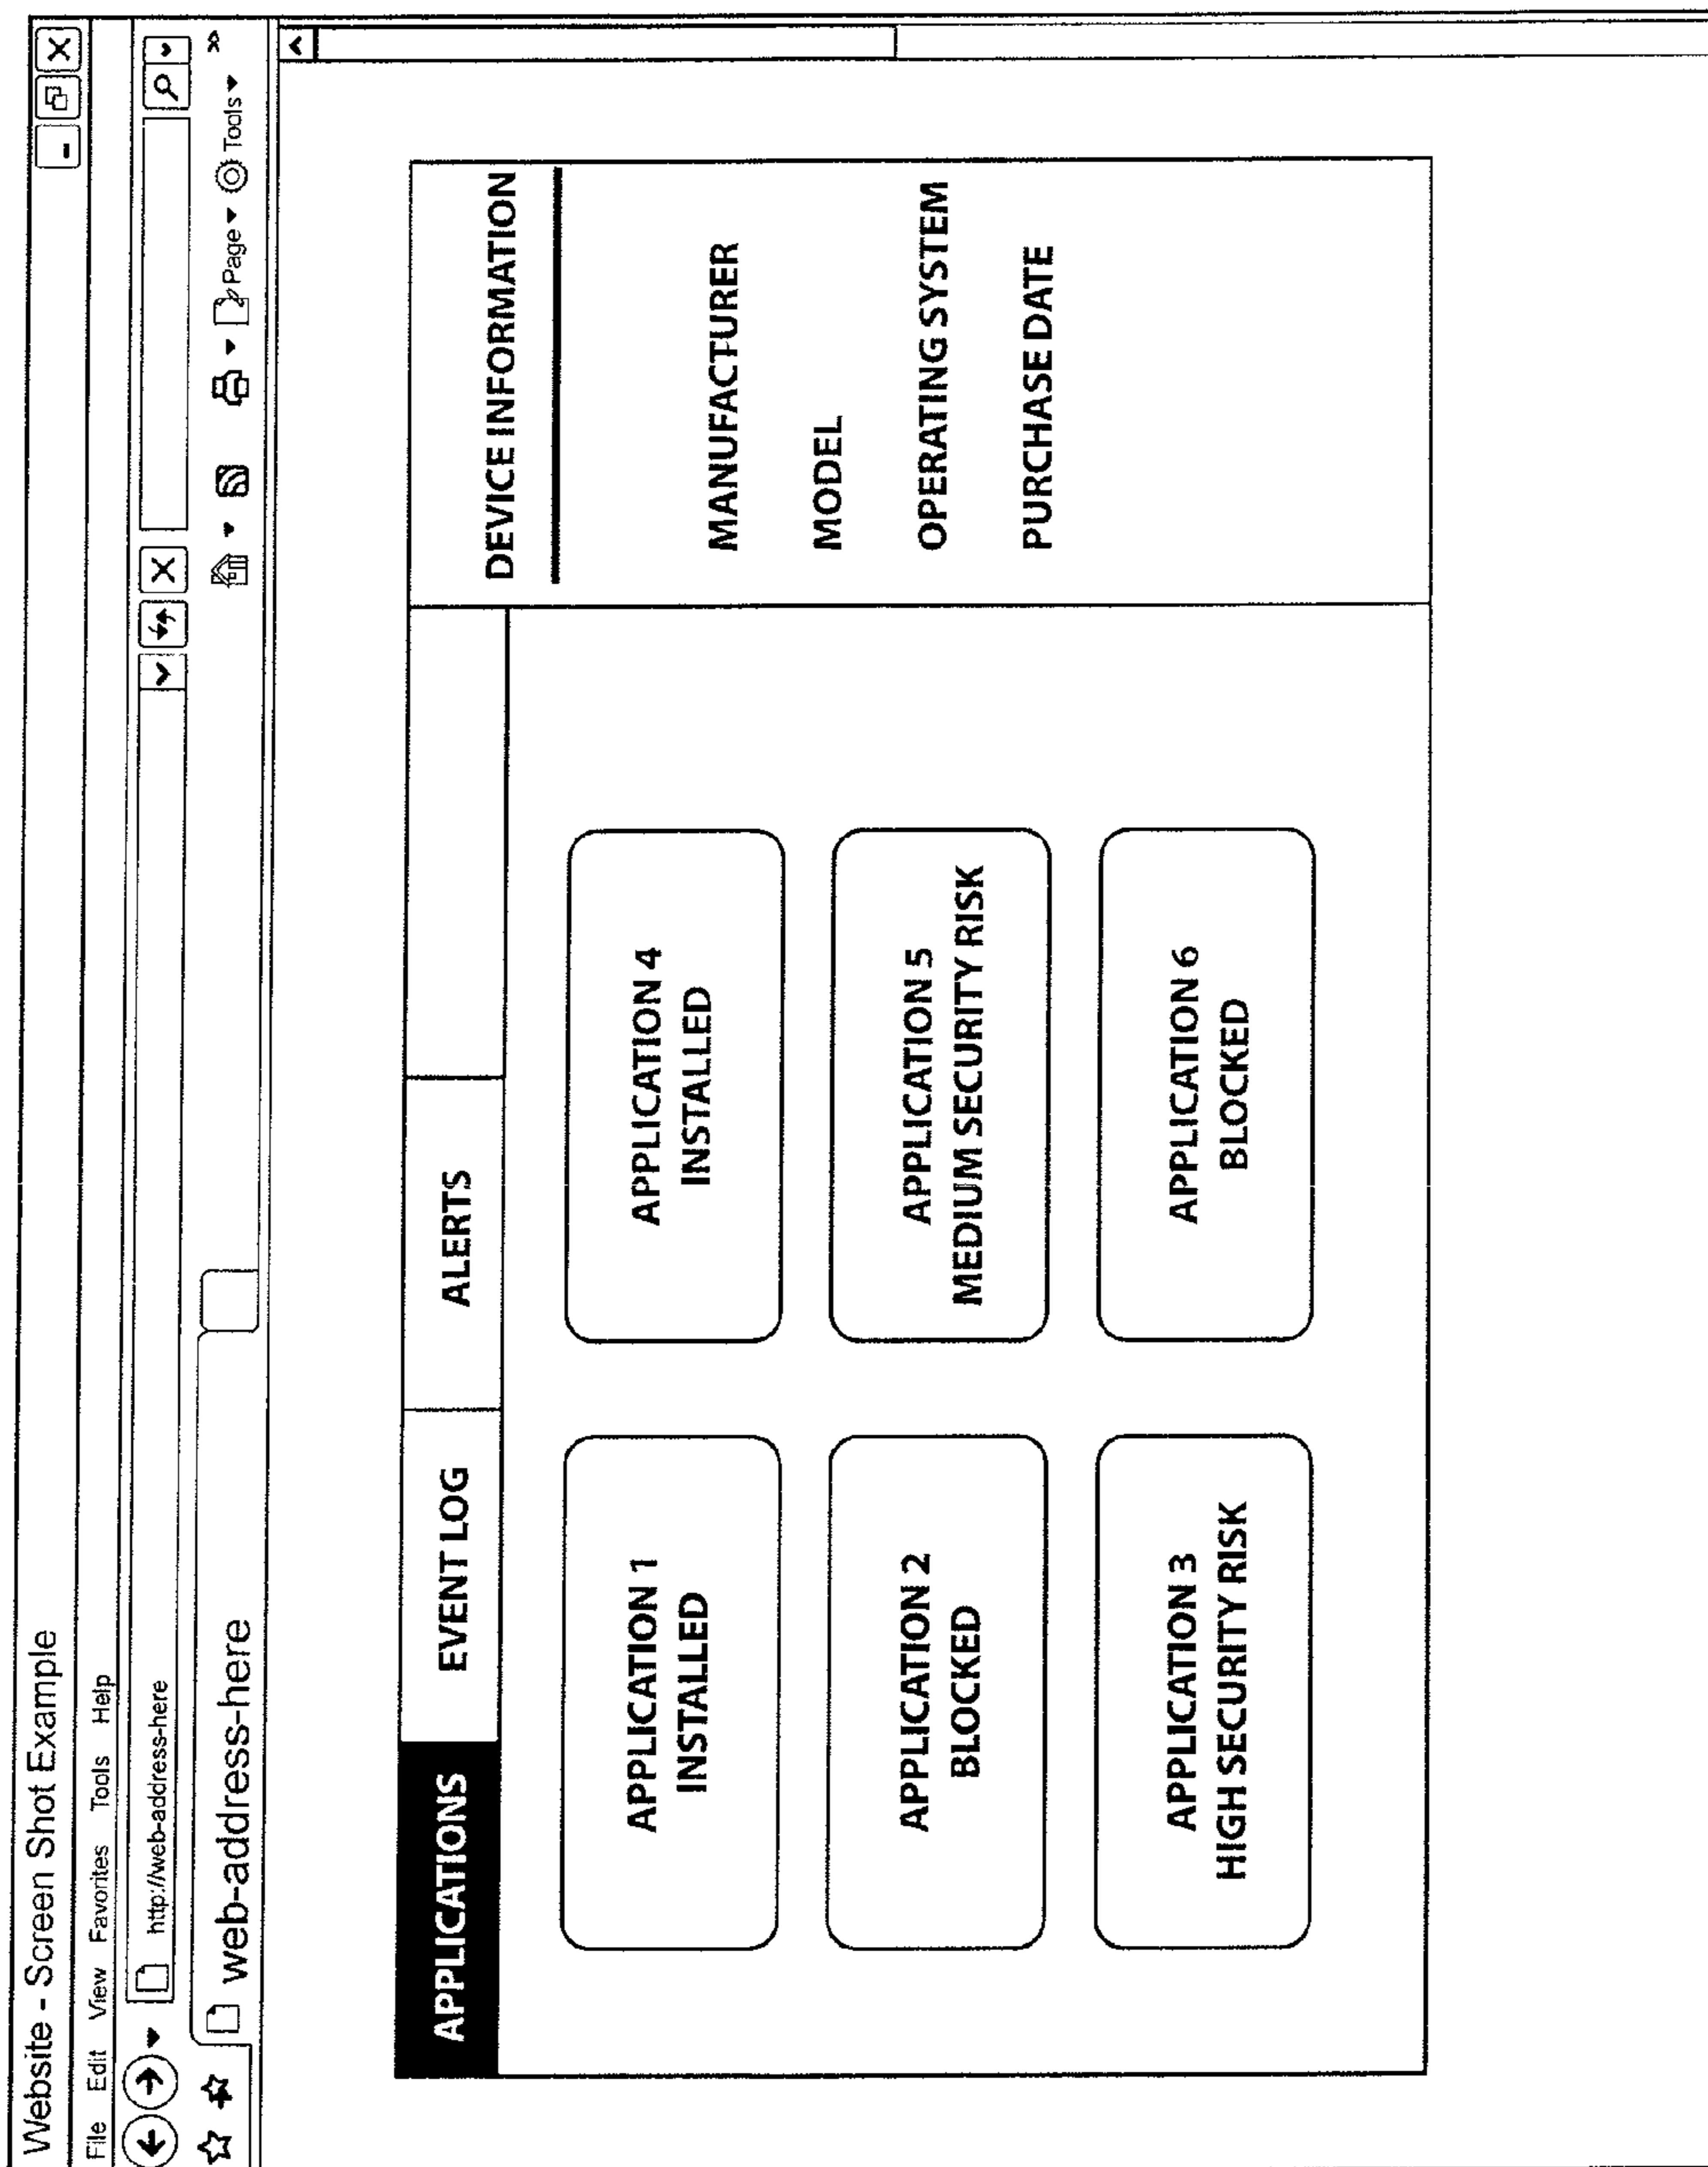 Website - Screen Shot Example
File Edit View Favorites Tools Help
http://web-address-here
web-address-here
Page Tools
APPLICATIONS
EVENT LOG
ALERTS
APPLICATION 1
INSTALLED
APPLICATION 4
INSTALLED
APPLICATION 2
BLOCKED
APPLICATION 5
MEDIUM SECURITY RISK
APPLICATION 3
HIGH SECURITY RISK
APPLICATION 6
BLOCKED
DEVICE INFORMATION
MANUFACTURER
MODEL
OPERATING SYSTEM
PURCHASE DATE